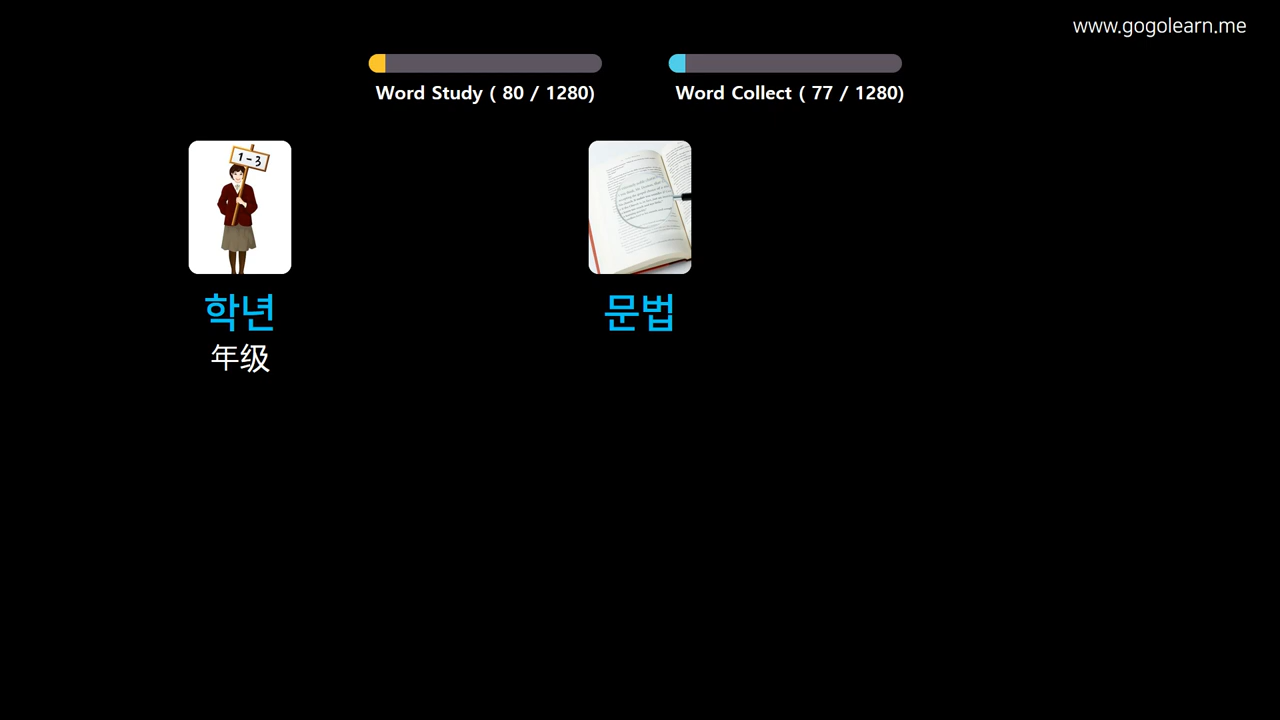 www.gogolearn.me
Word Study ( 80 / 1280)
Word Collect ( 77 / 1280)
1-3
학년
年级
문법